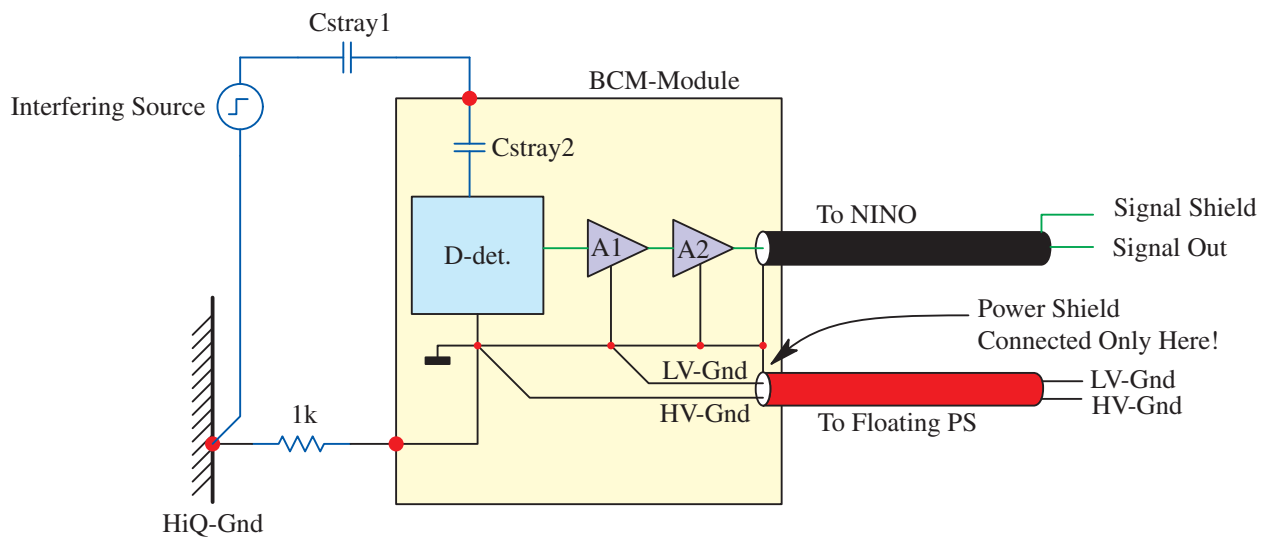 Cstray1
BCM-Module
Interfering Source
Cstray2
To NINO
Signal Shield
D-det.
A1
A2
Signal Out
Power Shield
Connected Only Here!
LV-Gnd
LV-Gnd
HV-Gnd
HV-Gnd
1k
To Floating PS
HiQ-Gnd